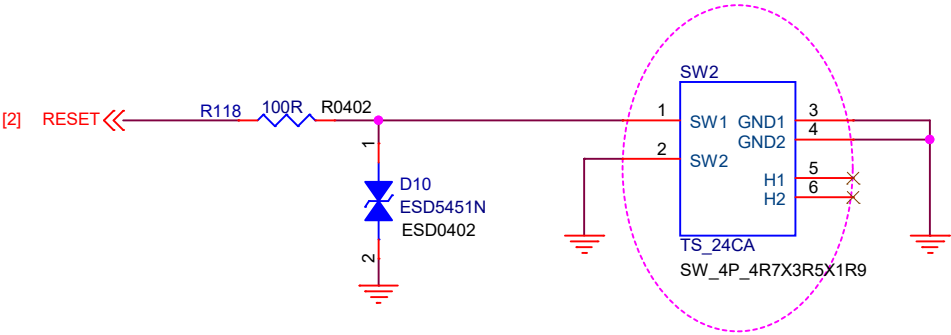 SW2
[2] RESET R118 100R R0402
1 SW1 GND1 3
GND2 4
2 SW2
H1 5
H2 6
1
D10
ESD5451N
ESD0402
2
TS_24CA
SW_4P_4R7X3R5X1R9